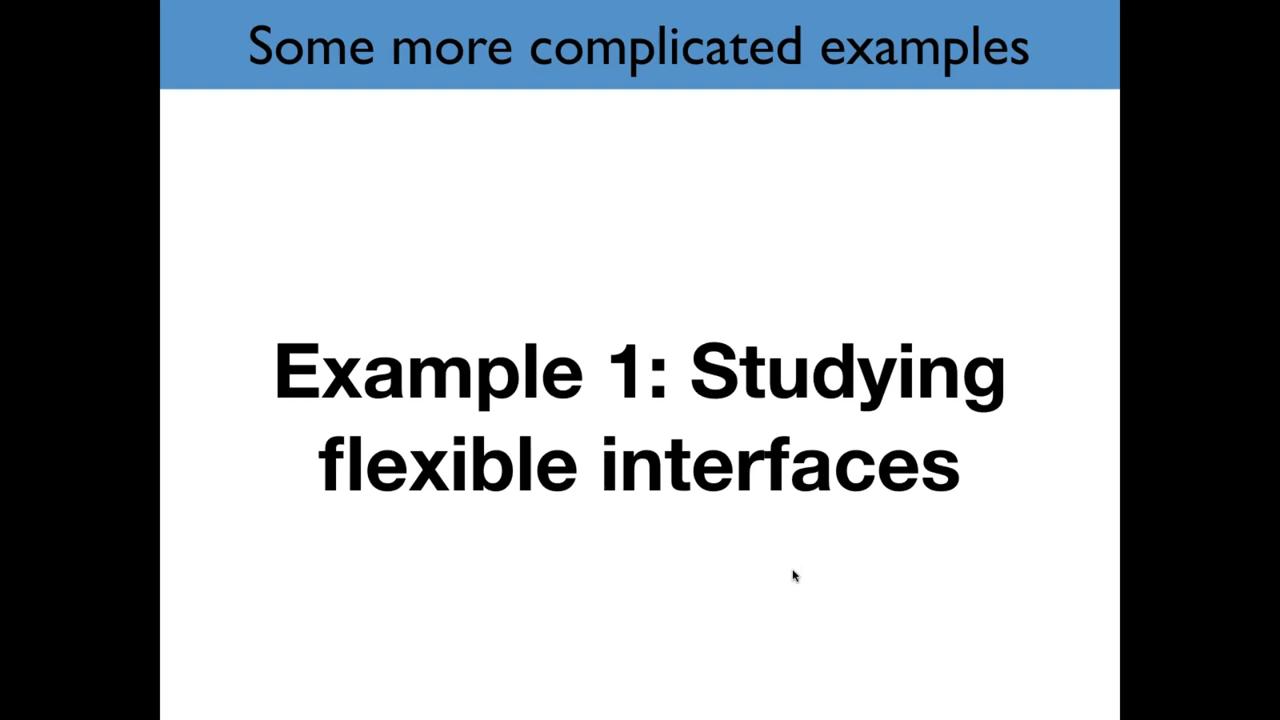 Some more complicated examples
Example 1: Studying
flexible interfaces